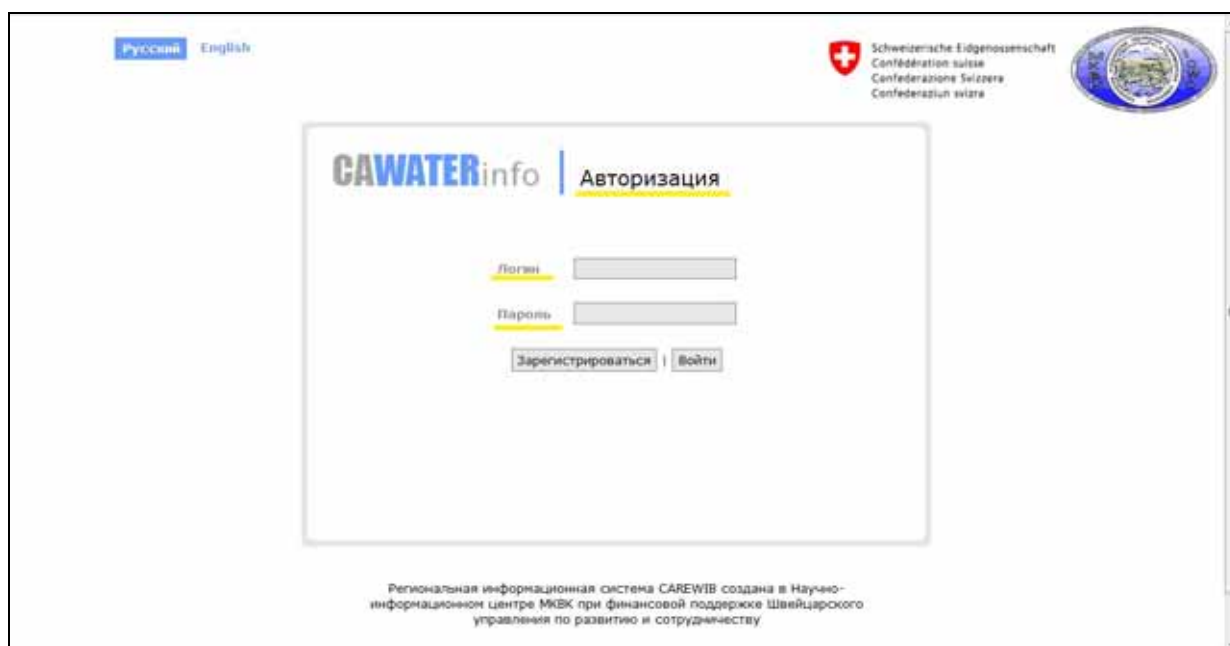 Русский English
Schweizerische Eidgenossenschaft
Confédération suisse
Confederazione Svizzera
Confederaziun svizra
CAWATERinfo | Авторизация
Логин
Пароль
Зарегистрироваться | Войти
Региональная информационная система CAREWIB создана в Научно-
информационном центре МКВК при финансовой поддержке Швейцарского
управления по развитию и сотрудничеству